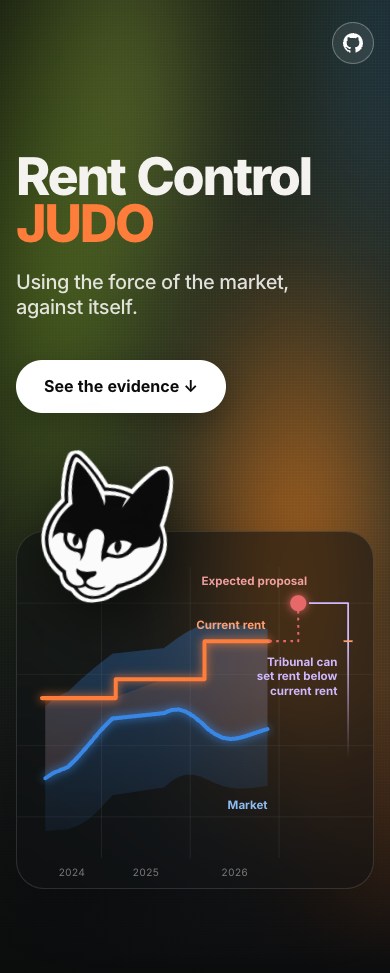 Rent Control
JUDO
Using the force of the market,
against itself.
See the evidence ↓
Expected proposal
Current rent
Tribunal can
set rent below
current rent
Market
2024 2025 2026